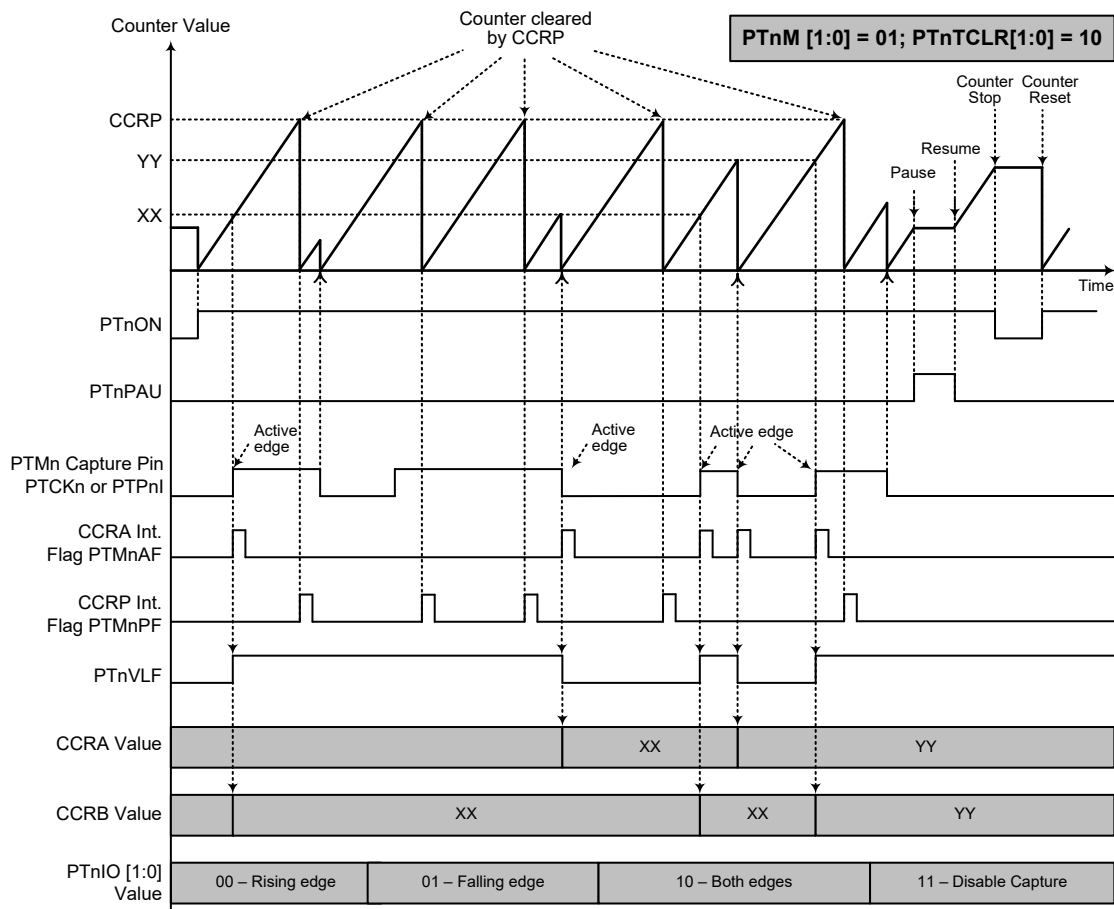 Counter Value
Counter cleared
by CCRP
PTnM [1:0] = 01; PTnTCLR[1:0] = 10
Counter
Stop
Counter
Reset
CCRP
YY
XX
Pause
Resume
Time
PTnON
PTnPAU
Active
edge
Active
edge
Active edge
PTMn Capture Pin
PTCKn or PTPnI
CCRA Int.
Flag PTMnAF
CCRP Int.
Flag PTMnPF
PTnVLF
CCRA Value
XX
YY
CCRB Value
XX
XX
YY
PTnIO [1:0]
Value
00 – Rising edge
01 – Falling edge
10 – Both edges
11 – Disable Capture